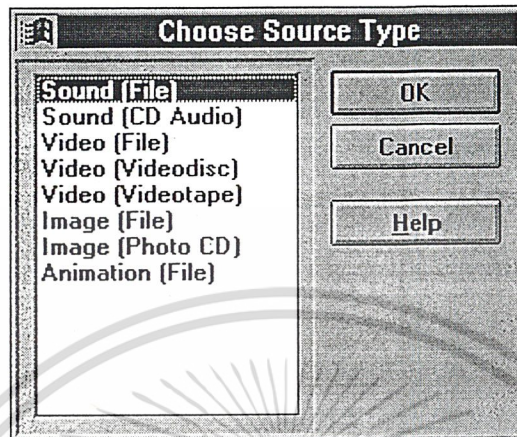 Choose Source Type
Sound (File)
Sound (CD Audio)
Video (File)
Video (Videodisc)
Video (Videotape)
Image (File)
Image (Photo CD)
Animation (File)
OK
Cancel
Help